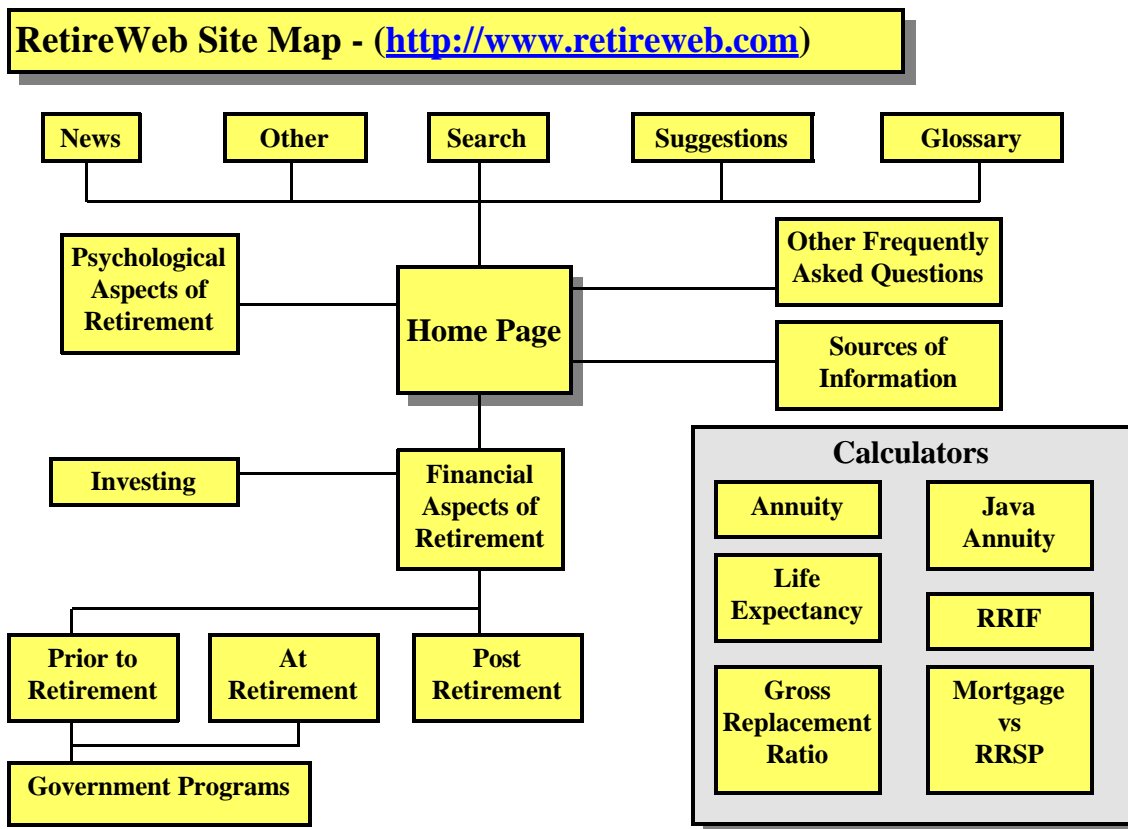 RetireWeb Site Map - (http://www.retireweb.com)
News
Other
Search
Suggestions
Glossary
Psychological
Aspects of
Retirement
Home Page
Other Frequently
Asked Questions
Sources of
Information
Investing
Financial
Aspects of
Retirement
Prior to
Retirement
At
Retirement
Post
Retirement
Government Programs
Calculators
Annuity
Java
Annuity
Life
Expectancy
RRIF
Gross
Replacement
Ratio
Mortgage
vs
RRSP